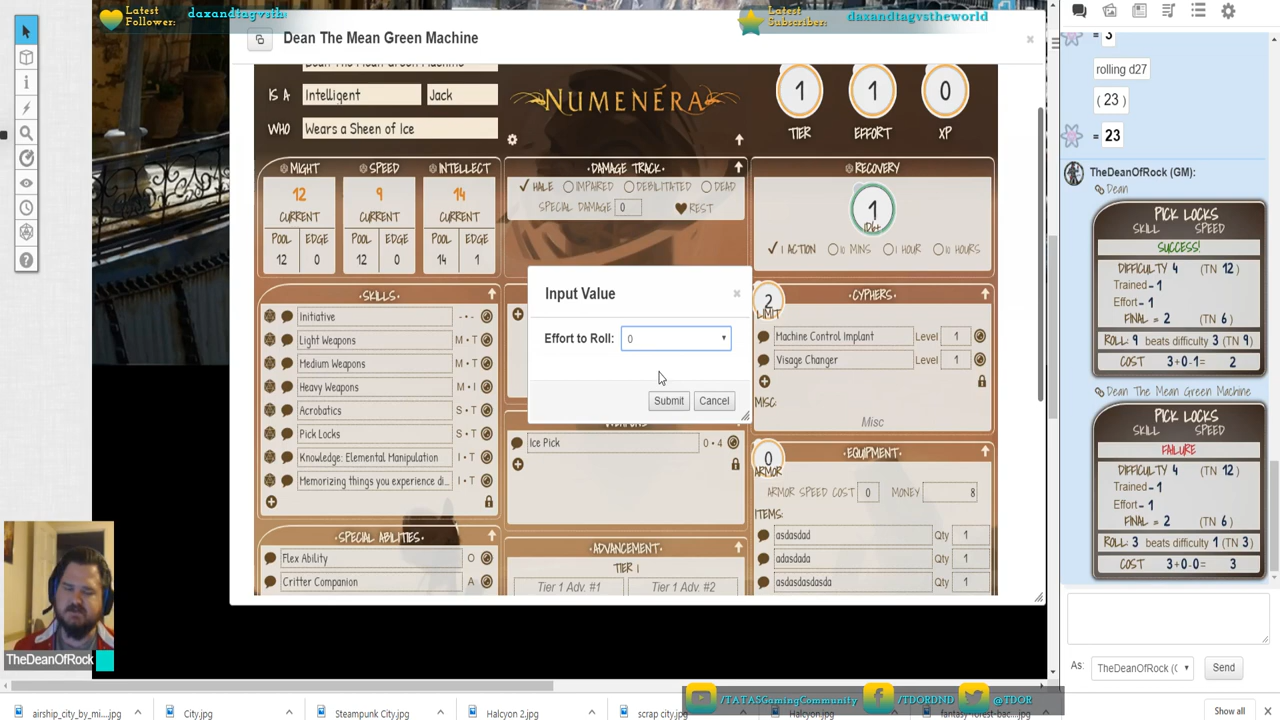 Latest
Follower:
daxandtagvsth
Latest
Subscriber:
daxandtagvstheworld
Dean The Mean Green Machine
×
IS A
Intelligent
Jack
WHO
Wears a Sheen of Ice
NUMENÉRA
1
TIER
1
EFFORT
0
XP
MIGHT
12
CURRENT
POOL
EDGE
12
0
SPEED
9
CURRENT
POOL
EDGE
12
0
INTELLECT
14
CURRENT
POOL
EDGE
14
1
DAMAGE TRACK
HALE
IMPAIRED
DEBILITATED
DEAD
SPECIAL DAMAGE
0
REST
RECOVERY
1
1D6+
1 ACTION
10 MINS
1 HOUR
10 HOURS
SKILLS
Initiative
- • -
Light Weapons
M • T
Medium Weapons
M • T
Heavy Weapons
M • I
Acrobatics
S • T
Pick Locks
S • T
Knowledge: Elemental Manipulation
I • T
Memorizing things you experience di...
I • T
SPECIAL ABILITIES
Flex Ability
O
Critter Companion
A
Input Value
×
Effort to Roll:
0
Submit
Cancel
Ice Pick
0 • 4
ADVANCEMENT
TIER 1
Tier 1 Adv. #1
Tier 1 Adv. #2
2
LIMIT
CYPHERS
Machine Control Implant
Level
1
Visage Changer
Level
1
MISC:
Misc
0
ARMOR
EQUIPMENT
ARMOR SPEED COST
0
MONEY
8
ITEMS:
asdasdad
Qty
1
adasdada
Qty
1
asdasdasdasda
Qty
1
= 3
rolling d27
( 23 )
= 23
TheDeanOfRock (GM):
Dean
PICK LOCKS
SKILL
SPEED
SUCCESS!
DIFFICULTY 4
(TN 12)
Trained - 1
Effort - 1
FINAL = 2
(TN 6)
ROLL: 9 beats difficulty 3 (TN 9)
COST
3+0-1=
2
Dean The Mean Green Machine
PICK LOCKS
SKILL
SPEED
FAILURE
DIFFICULTY 4
(TN 12)
Trained - 1
Effort - 1
FINAL = 2
(TN 6)
ROLL: 3 beats difficulty 1 (TN 3)
COST
3+0-0=
3
As:
TheDeanOfRock (
Send
TheDeanOfRock
/TATASGamingCommunity
/TDORDND
@TDOR
airship_city_by_mi....jpg
City.jpg
Steampunk City.jpg
Halcyon 2.jpg
scrap city.jpg
Halcyon.jpg
fantasy-forest-bac....jpg
Show all
×